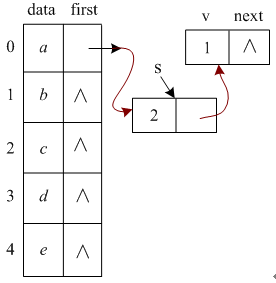 data first v next
0 a 1 ∧
s
1 b ∧ 2
2 c ∧
3 d ∧
4 e ∧